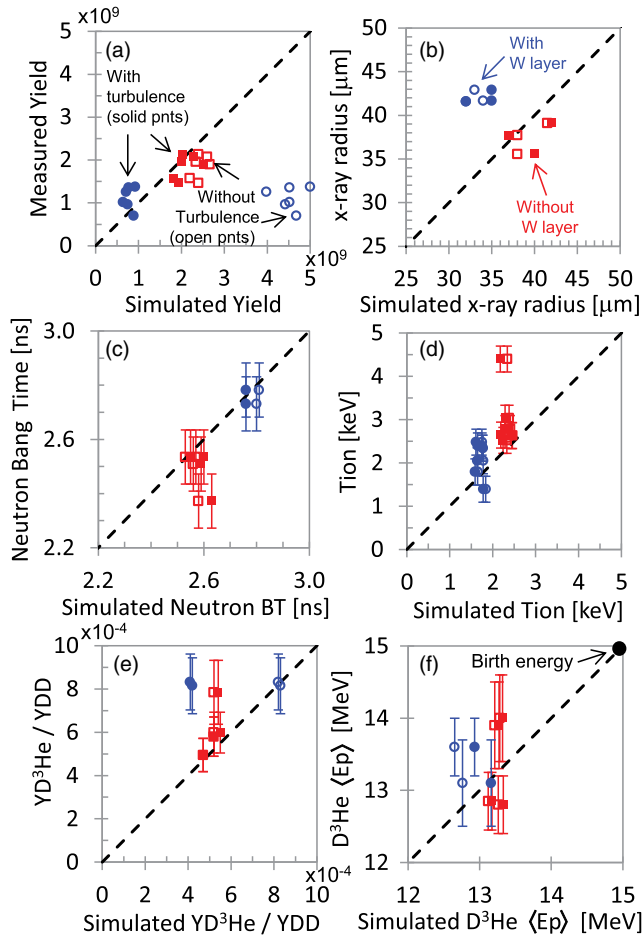 5
×10⁹
(a)
With
turbulence
(solid pnts)
4
3
2
1
0
Without
Turbulence
(open pnts)
Measured Yield
0
1
2
3
4
5
×10⁹
Simulated Yield
50
(b)
With
W layer
45
40
35
30
25
Without
W layer
x-ray radius [μm]
25
30
35
40
45
50
Simulated x-ray radius [μm]
3.0
(c)
2.6
2.2
Neutron Bang Time [ns]
2.2
2.6
3.0
Simulated Neutron BT [ns]
5
(d)
4
3
2
1
0
Tion [keV]
0
1
2
3
4
5
Simulated Tion [keV]
×10⁻⁴
10
(e)
8
6
4
2
0
YD³He / YDD
0
2
4
6
8
10
×10⁻⁴
Simulated YD³He / YDD
15
(f)
Birth energy
14
13
12
D³He ⟨Ep⟩ [MeV]
12
13
14
15
Simulated D³He ⟨Ep⟩ [MeV]